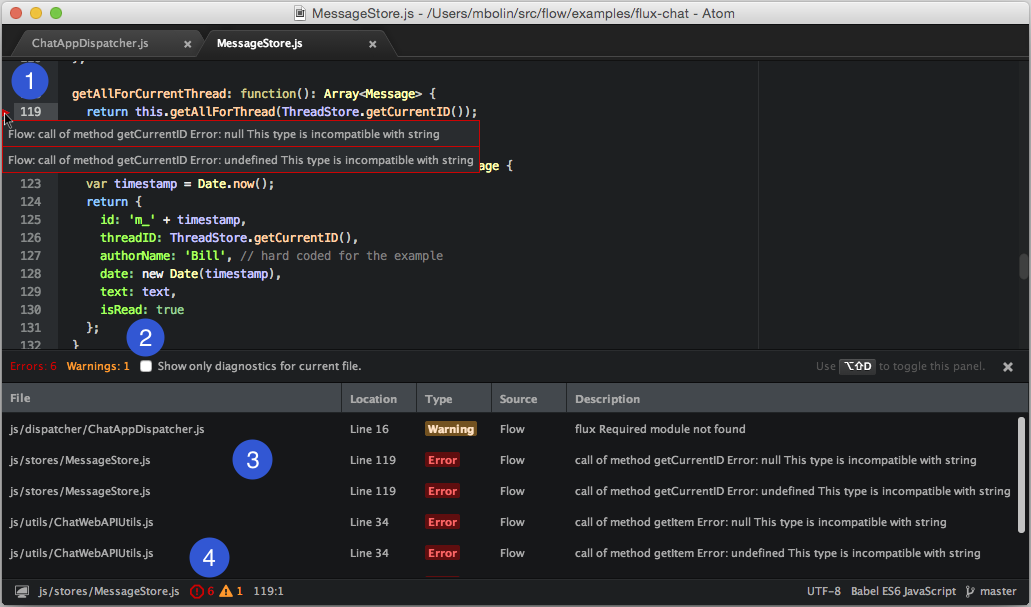 MessageStore.js - /Users/mbolin/src/flow/examples/flux-chat - Atom
ChatAppDispatcher.js × MessageStore.js ×
1
getAllForCurrentThread: function(): Array<Message> {
119 return this.getAllForThread(ThreadStore.getCurrentID());
Flow: call of method getCurrentID Error: null This type is incompatible with string
Flow: call of method getCurrentID Error: undefined This type is incompatible with string
age {
123 var timestamp = Date.now();
124 return {
125 id: 'm_' + timestamp,
126 threadID: ThreadStore.getCurrentID(),
127 authorName: 'Bill', // hard coded for the example
128 date: new Date(timestamp),
129 text: text,
130 isRead: true
131 };
132 }
2
Errors: 6 Warnings: 1 Show only diagnostics for current file. Use ⌥⇧D to toggle this panel. ×
File Location Type Source Description
js/dispatcher/ChatAppDispatcher.js Line 16 Warning Flow flux Required module not found
js/stores/MessageStore.js 3 Line 119 Error Flow call of method getCurrentID Error: null This type is incompatible with string
js/stores/MessageStore.js Line 119 Error Flow call of method getCurrentID Error: undefined This type is incompatible with string
js/utils/ChatWebAPIUtils.js Line 34 Error Flow call of method getItem Error: null This type is incompatible with string
js/utils/ChatWebAPIUtils.js 4 Line 34 Error Flow call of method getItem Error: undefined This type is incompatible with string
js/stores/MessageStore.js 6 1 119:1 UTF-8 Babel ES6 JavaScript master